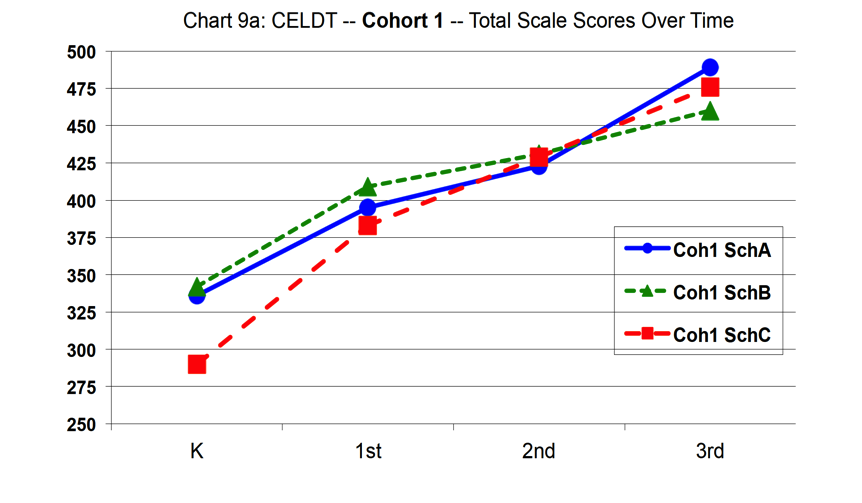 Chart 9a: CELDT -- Cohort 1 -- Total Scale Scores Over Time
500
475
450
425
400
375
350
325
300
275
250
Coh1 SchA
Coh1 SchB
Coh1 SchC
K 1st 2nd 3rd